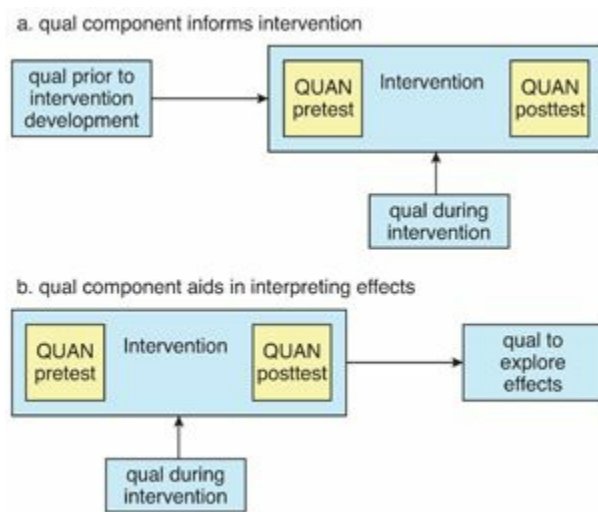 a. qual component informs intervention
qual prior to
intervention
development
QUAN
pretest
Intervention
QUAN
posttest
qual during
intervention
b. qual component aids in interpreting effects
QUAN
pretest
Intervention
QUAN
posttest
qual to
explore
effects
qual during
intervention